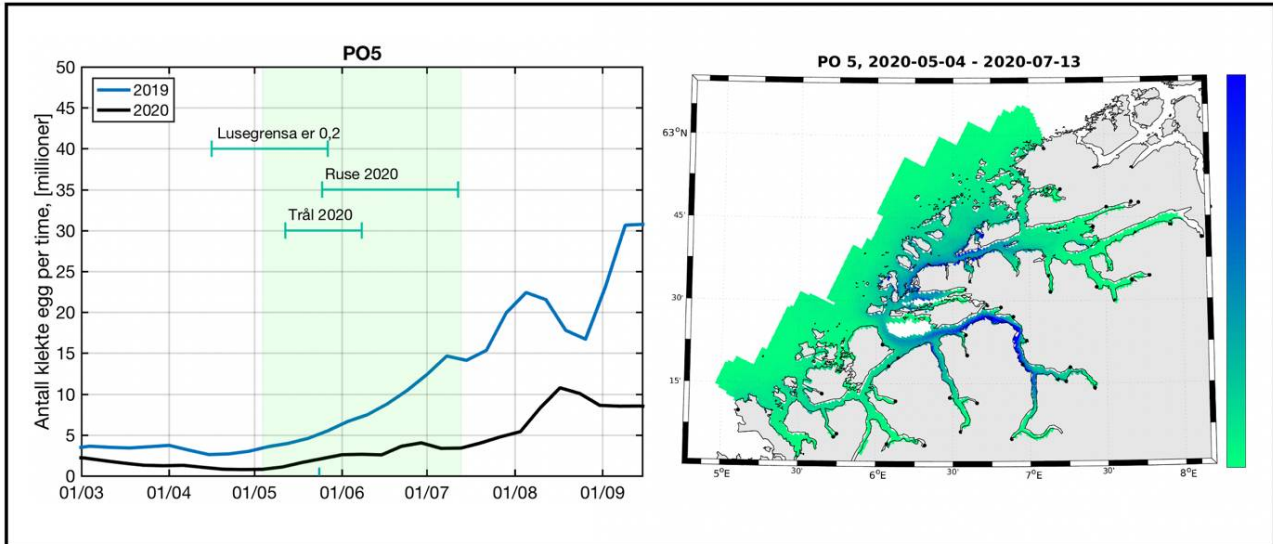 PO5
50
45
40
35
30
25
20
15
10
5
0
Antall klekte egg per time, [millioner]
2019
2020
Lusegrensa er 0,2
Ruse 2020
Trål 2020
01/03 01/04 01/05 01/06 01/07 01/08 01/09
PO 5, 2020-05-04 - 2020-07-13
63°N
45'
30'
15'
5°E 30' 6°E 30' 7°E 30' 8°E